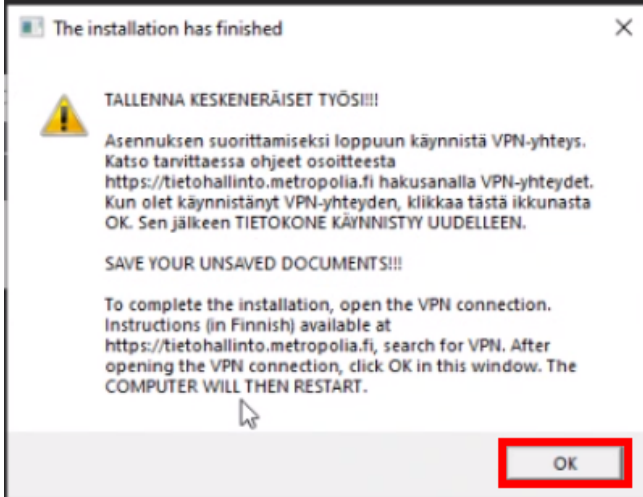 The installation has finished
TALLENNA KESKENERÄISET TYÖSI!!!
Asennuksen suorittamiseksi loppuun käynnistä VPN-yhteys.
Katso tarvittaessa ohjeet osoitteesta
https://tietohallinto.metropolia.fi hakusanalla VPN-yhteydet.
Kun olet käynnistänyt VPN-yhteyden, klikkaa tästä ikkunasta
OK. Sen jälkeen TIETOKONE KÄYNNISTYY UUDELLEEN.
SAVE YOUR UNSAVED DOCUMENTS!!!
To complete the installation, open the VPN connection.
Instructions (in Finnish) available at
https://tietohallinto.metropolia.fi, search for VPN. After
opening the VPN connection, click OK in this window. The
COMPUTER WILL THEN RESTART.
OK